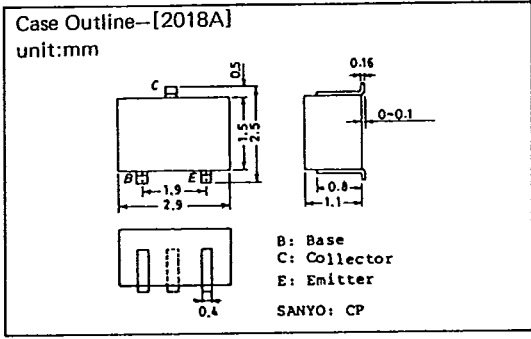 Case Outline–[2018A]
unit:mm
C
0.5
0.16
1.5
2.5
0~0.1
B
E
1.9
2.9
0.8
1.1
0.4
B: Base
C: Collector
E: Emitter
SANYO: CP